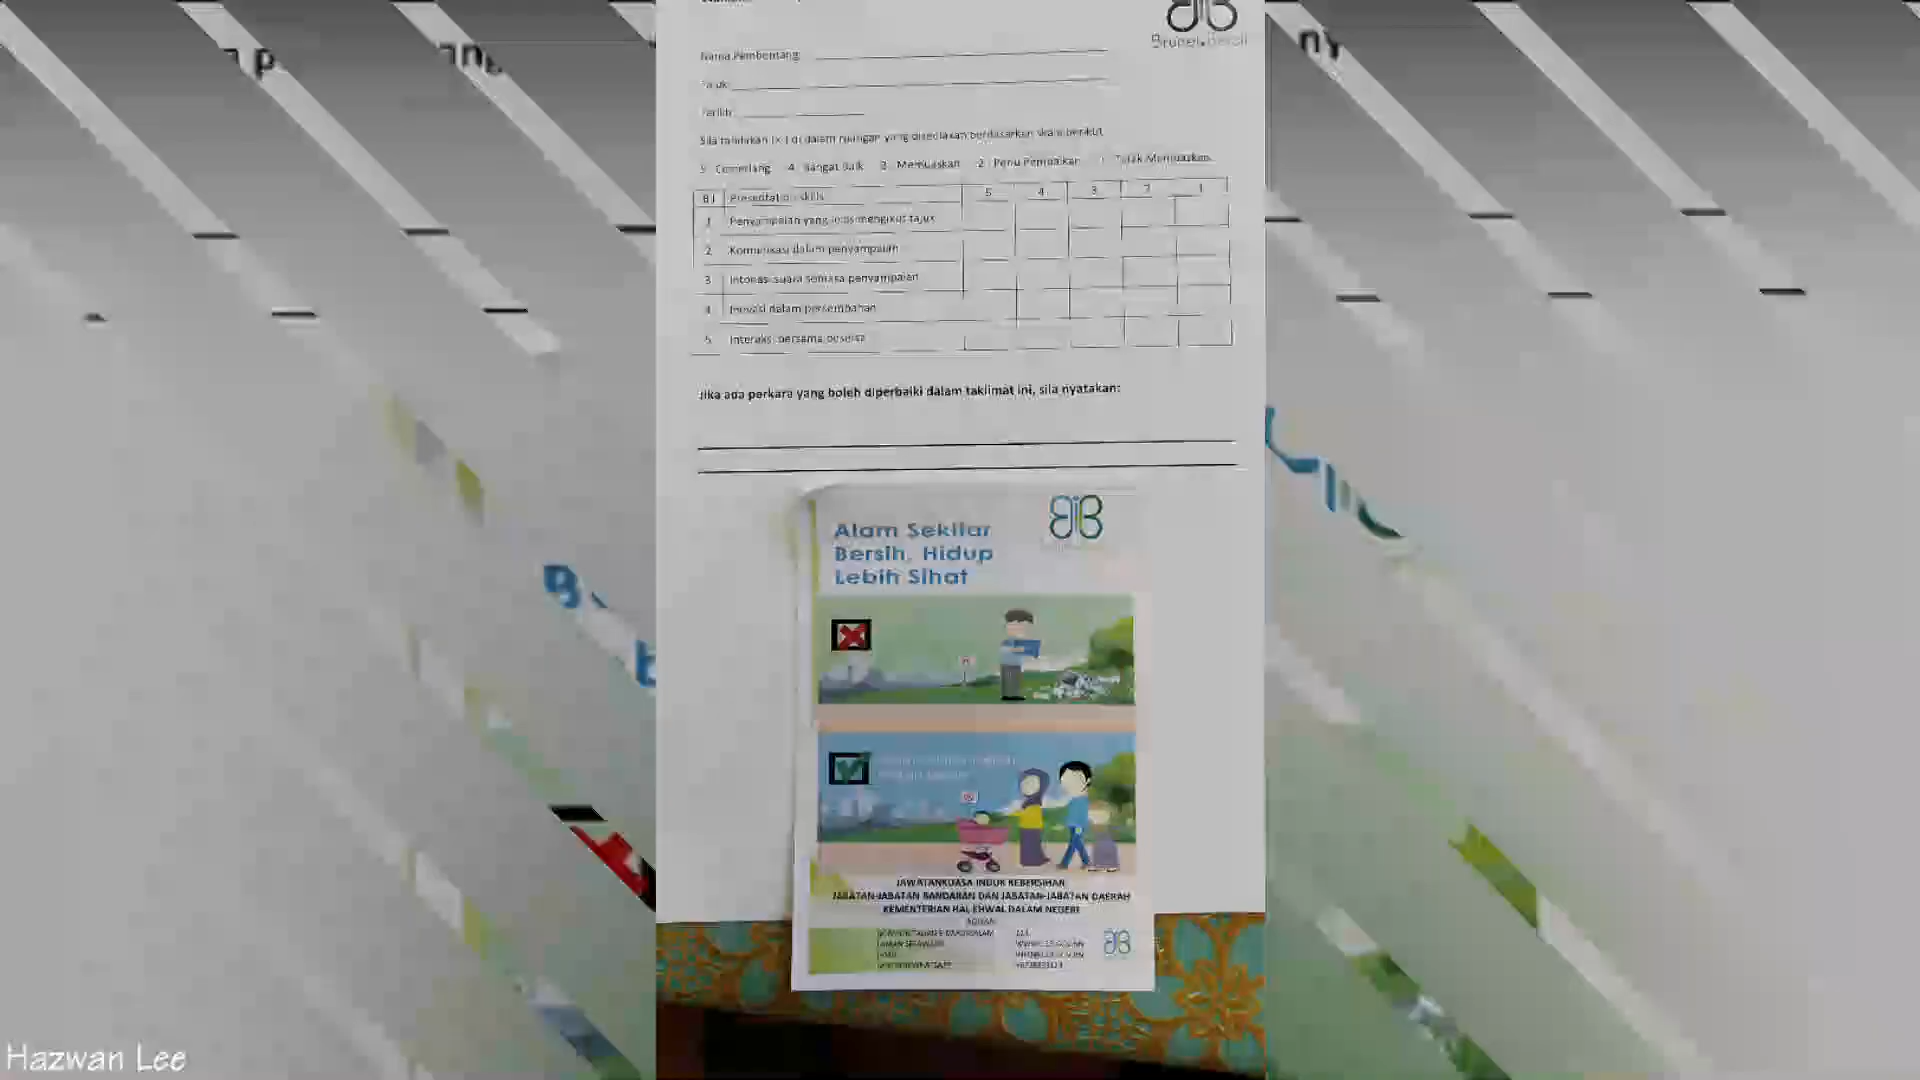 Brunei Bersih
Nama Pembentang:
Tajuk:
Tarikh:
Sila tandakan (x) di dalam ruangan yang disediakan berdasarkan skala berikut
5 Cemerlang 4 Sangat Baik 3 Memuaskan 2 Perlu Pembaikan 1 Tidak Memuaskan
Bil Presentation skills 5 4 3 2 1
1 Penyampaian yang jelas mengikut tajuk
2 Komunikasi dalam penyampaian
3 Intonasi suara semasa penyampaian
4 Inovasi dalam persembahan
5 Interaksi bersama peserta
Jika ada perkara yang boleh diperbaiki dalam taklimat ini, sila nyatakan:
Alam Sekitar
Bersih, Hidup
Lebih Sihat
JAWATANKUASA INDUK KEBERSIHAN
JABATAN-JABATAN BANDARAN DAN JABATAN-JABATAN DAERAH
KEMENTERIAN HAL EHWAL DALAM NEGERI
Hazwan Lee